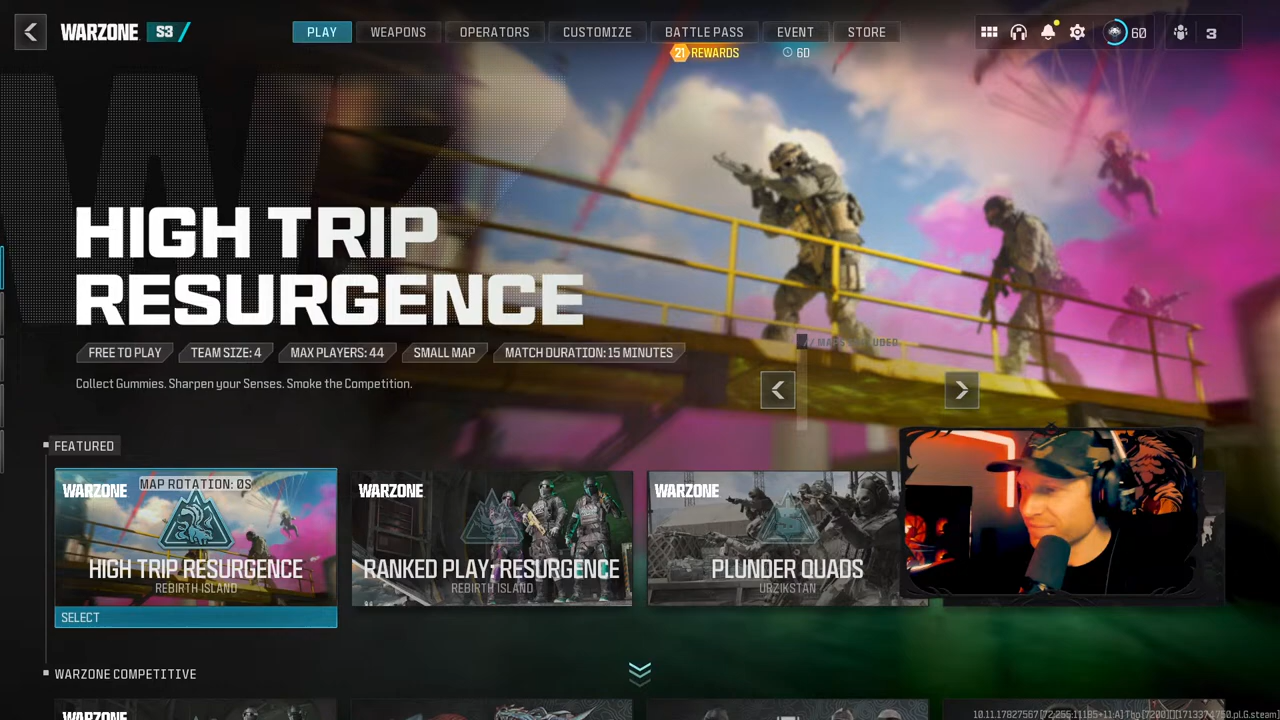 WARZONE S3
PLAY WEAPONS OPERATORS CUSTOMIZE BATTLE PASS EVENT STORE
60 3
21 REWARDS 6D
HIGH TRIP
RESURGENCE
FREE TO PLAY TEAM SIZE: 4 MAX PLAYERS: 44 SMALL MAP MATCH DURATION: 15 MINUTES
Collect Gummies. Sharpen your Senses. Smoke the Competition.
FEATURED
MAP ROTATION: 0S
WARZONE WARZONE WARZONE
HIGH TRIP RESURGENCE RANKED PLAY: RESURGENCE PLUNDER QUADS
REBIRTH ISLAND REBIRTH ISLAND URZIKSTAN
SELECT
WARZONE COMPETITIVE
WARZONE WARZONE WARZONE